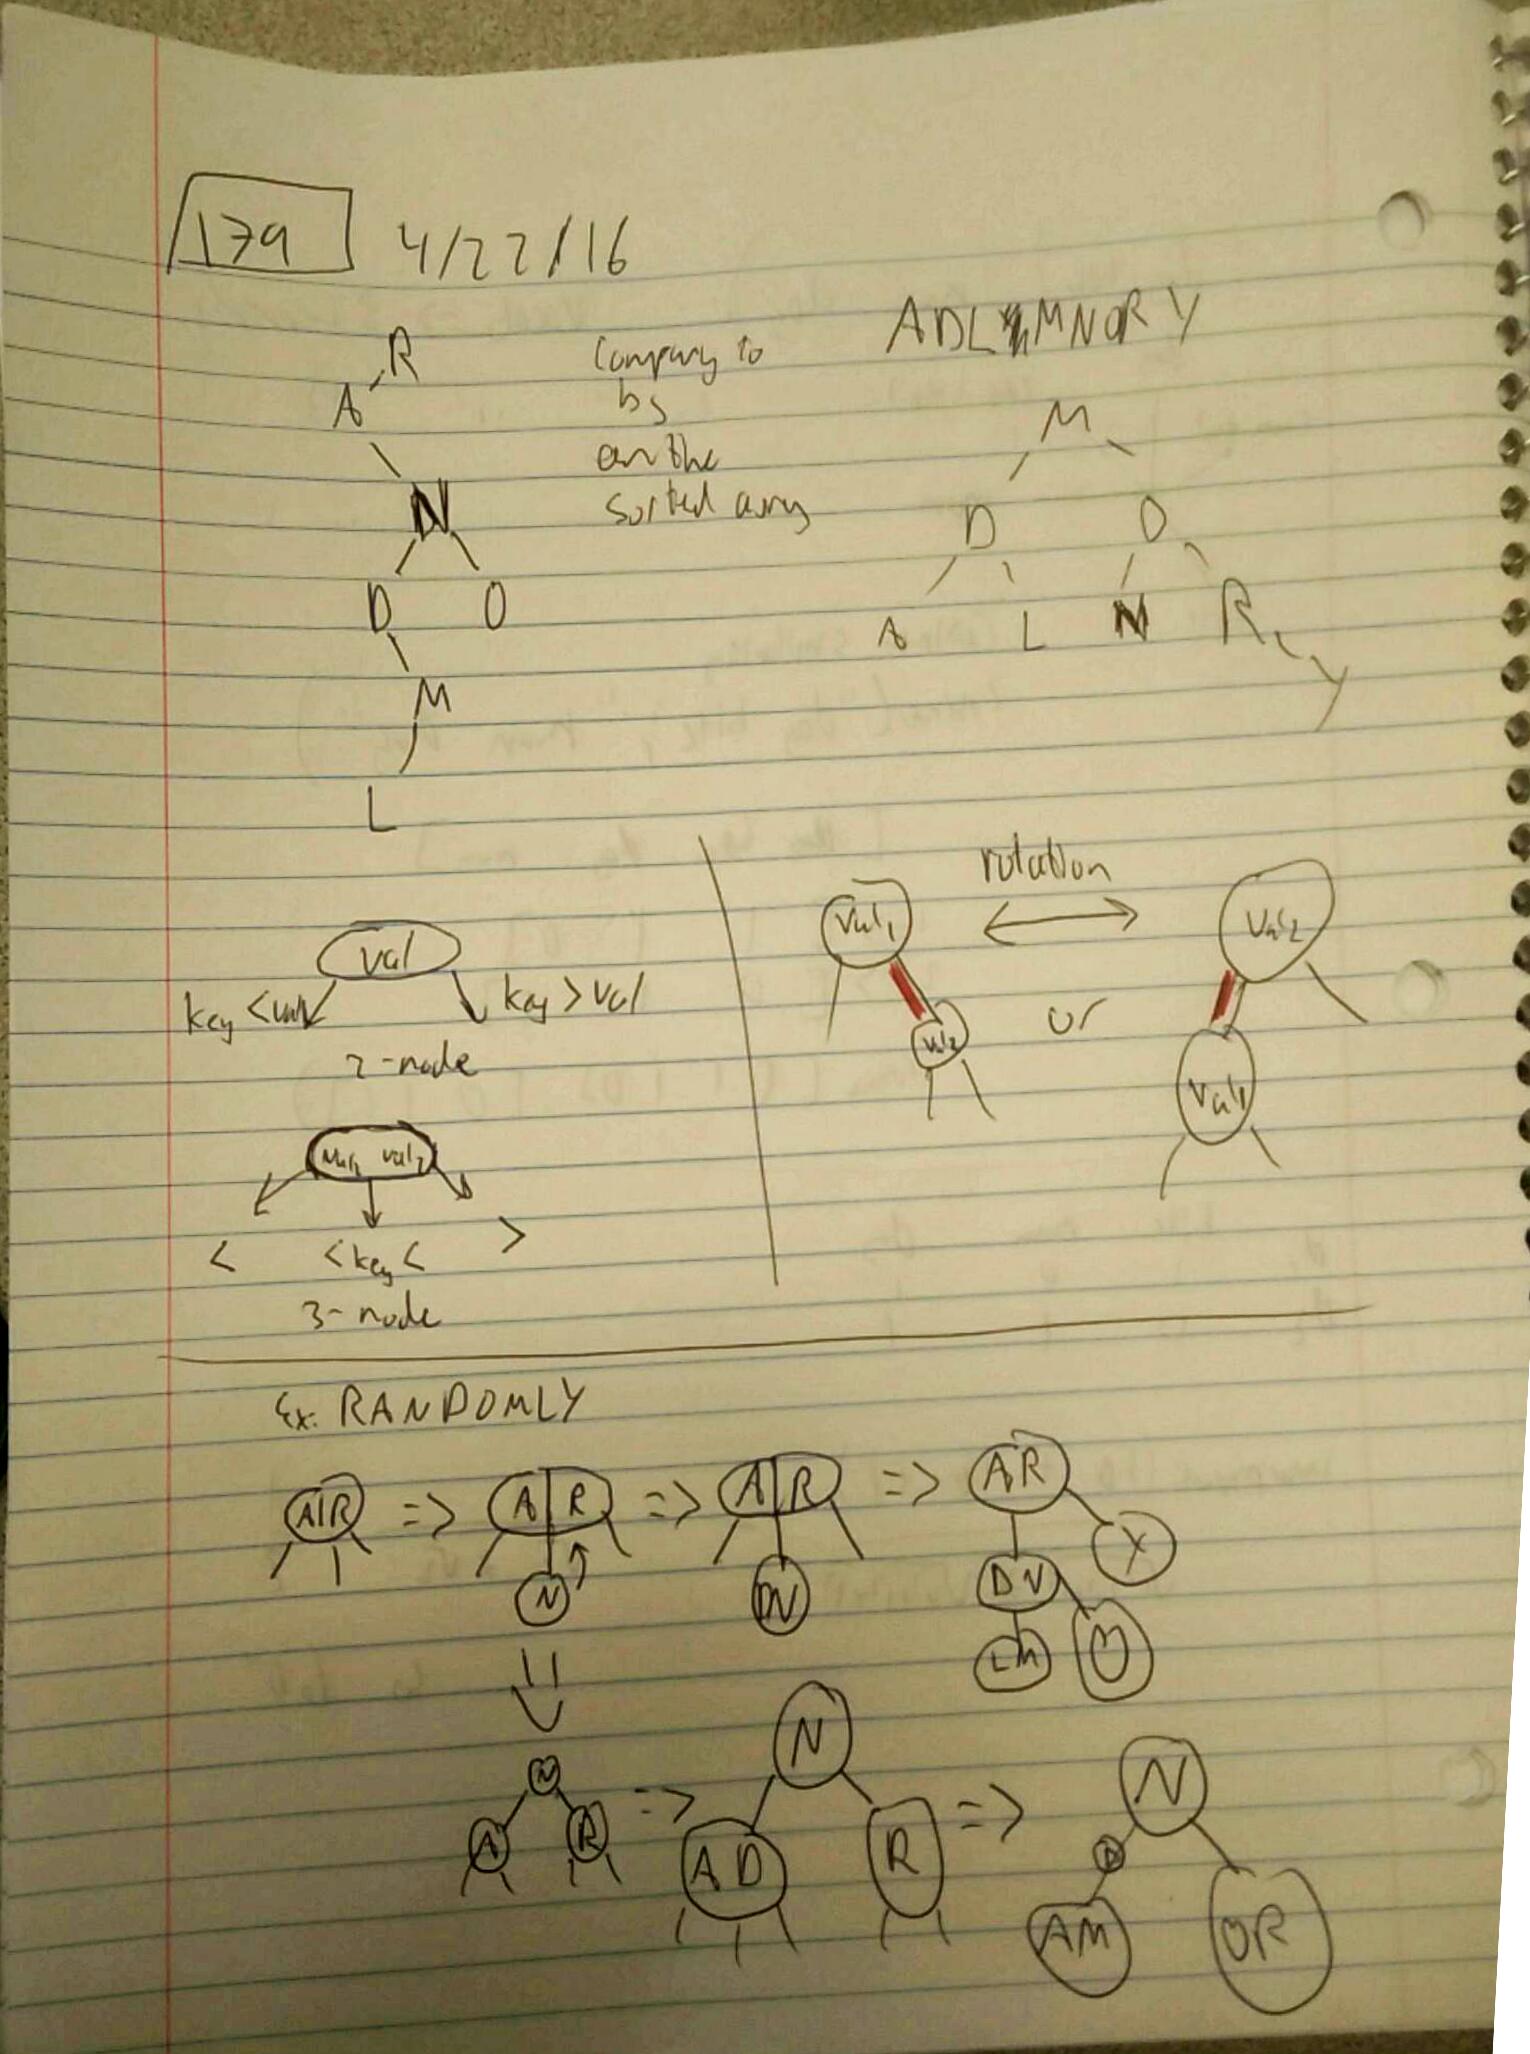 179 4/22/16
R
A
N
D O
M
L
Company to
bs
on the
sorted array
ADLMNORY
M
D O
A L N R
Y
val
key <val key > val
2-node
val1 val2
< <key< >
3-node
rotation
val1 val2
or
val2 val1
Ex. RANDOMLY
A|R => A|R => A|R => AR
N DN DN Y
LM O
N => N => N
A R AD R D
AM OR